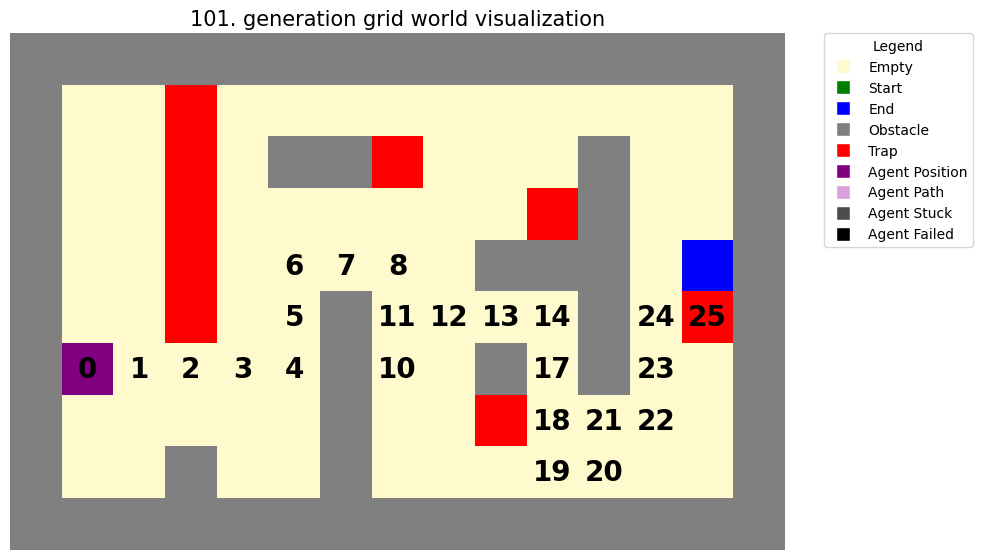 101. generation grid world visualization
Legend
Empty
Start
End
Obstacle
Trap
Agent Position
Agent Path
Agent Stuck
Agent Failed
6 7 8
5 11 12 13 14 24 25
0 1 2 3 4 10 17 23
18 21 22
19 20